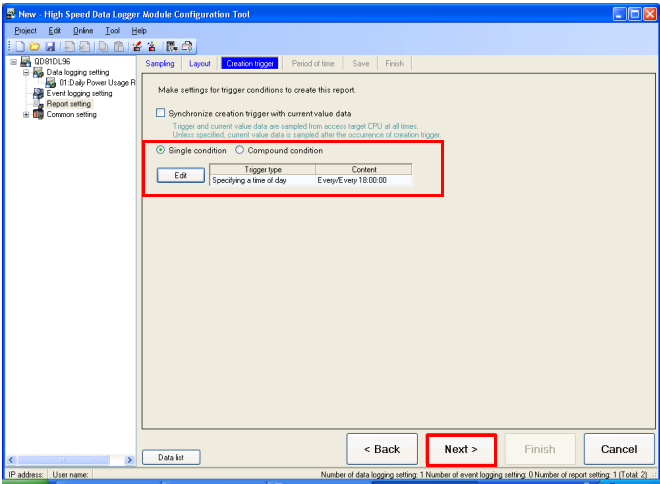 New - High Speed Data Logger Module Configuration Tool
Project Edit Online Tool Help
QD81DL96
Data logging setting
01:Daily Power Usage R
Event logging setting
Report setting
Common setting
Sampling Layout Creation trigger Period of time Save Finish
Make settings for trigger conditions to create this report.
Synchronize creation trigger with current value data
Trigger and current value data are sampled from access target CPU at all times.
Unless specified, current value data is sampled after the occurrence of creation trigger.
Single condition Compound condition
Edit
Trigger type Content
Specifying a time of day Every/Every 18:00:00
Data list
< Back Next > Finish Cancel
IP address: User name: Number of data logging setting: 1 Number of event logging setting: 0 Number of report setting: 1 (Total: 2)